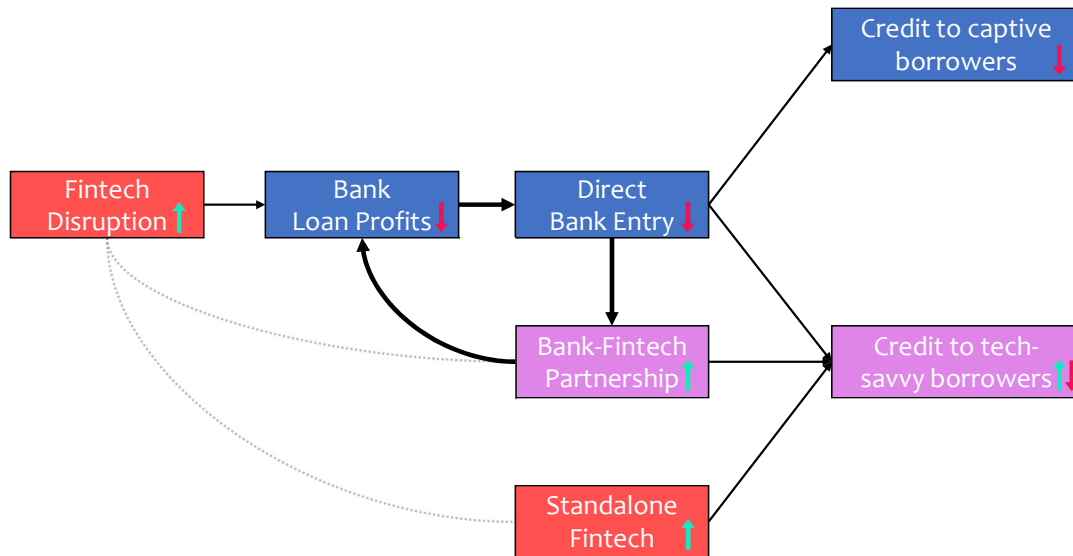 Credit to captive
borrowers
Fintech
Disruption
Bank
Loan Profits
Direct
Bank Entry
Bank-Fintech
Partnership
Credit to tech-
savvy borrowers
Standalone
Fintech